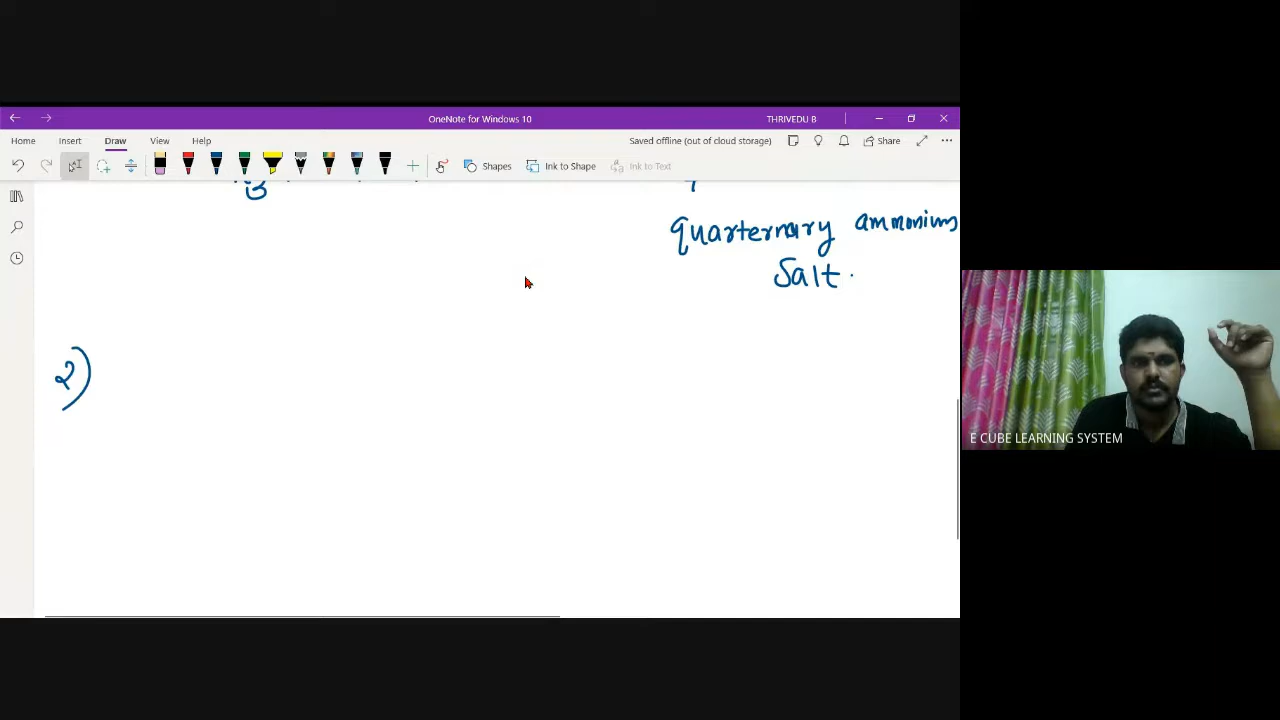 OneNote for Windows 10
THRIVEDU B
Home Insert Draw View Help
Saved offline (out of cloud storage)
Share
Shapes
Ink to Shape
Ink to Text
quarternary ammonium
Salt.
2)
E CUBE LEARNING SYSTEM